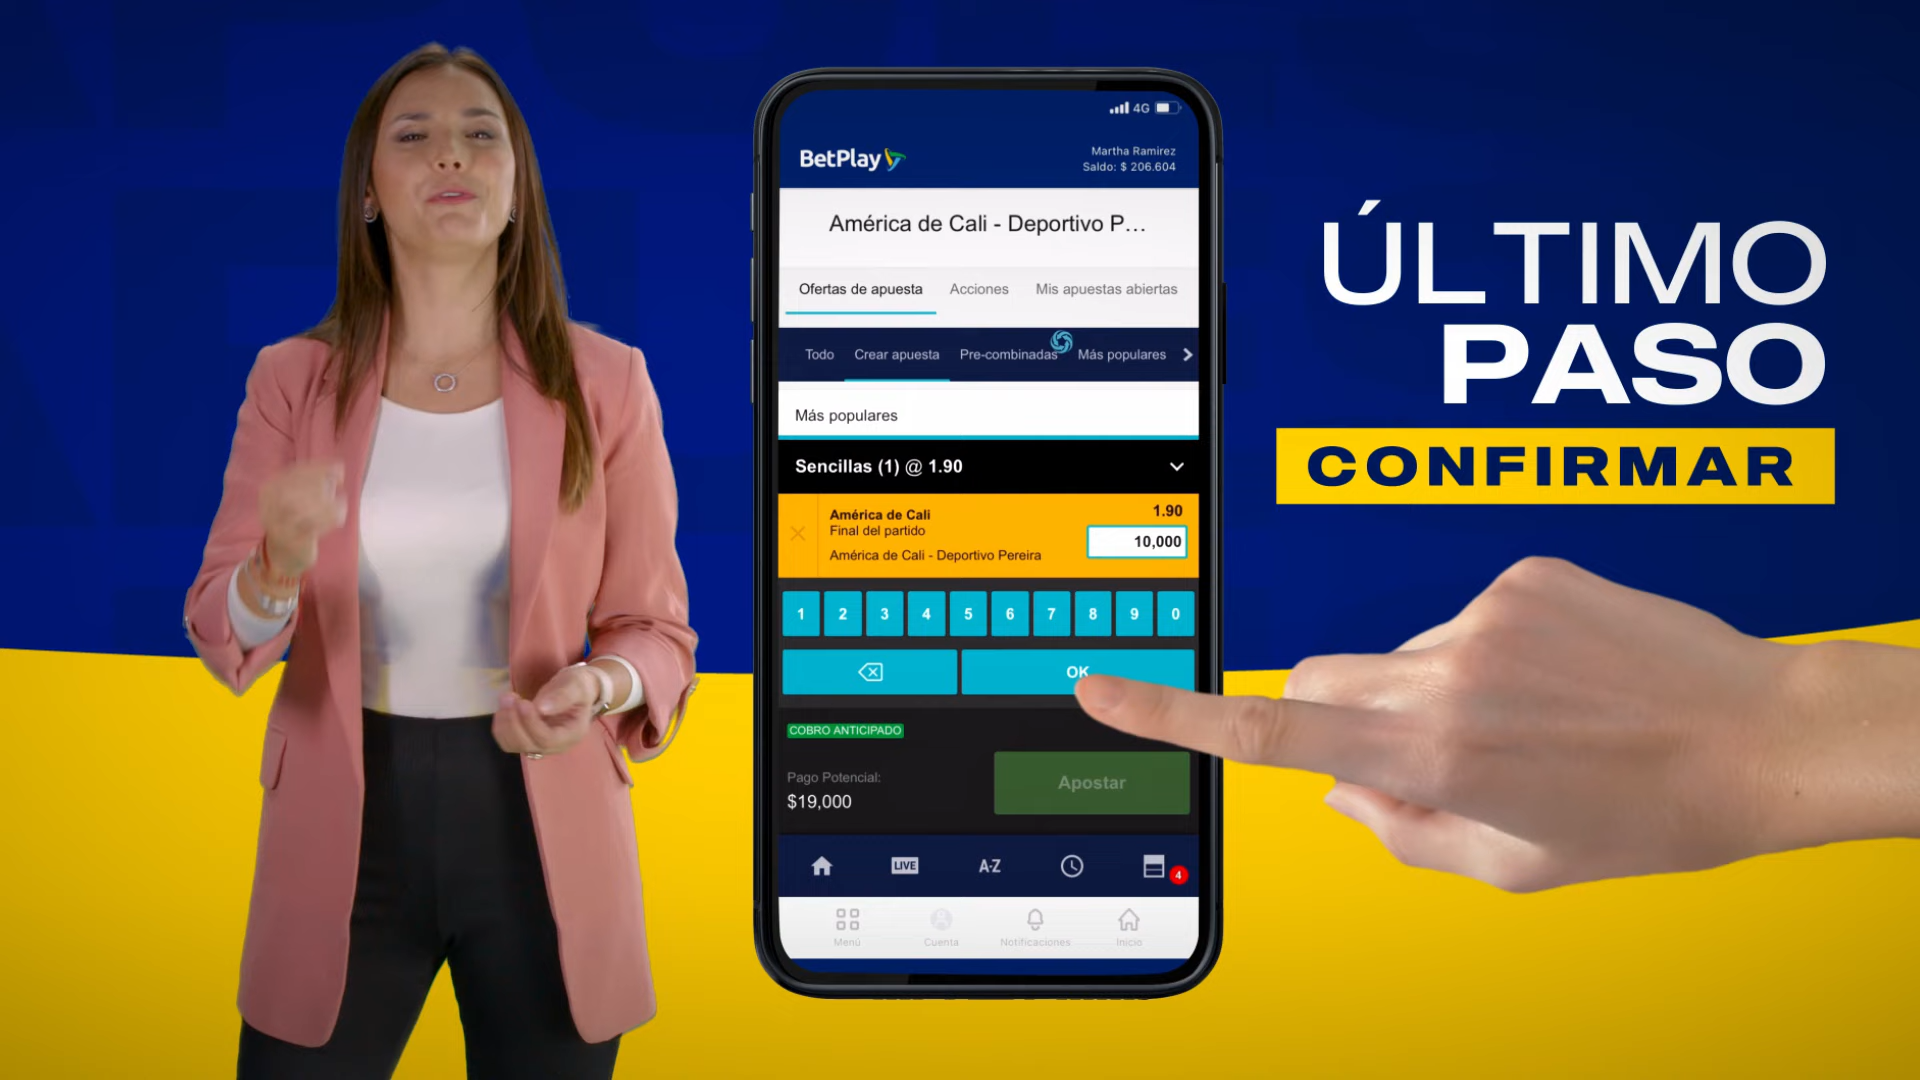 4G
BetPlay
Martha Ramirez
Saldo: $ 206.604
América de Cali - Deportivo P...
Ofertas de apuesta Acciones Mis apuestas abiertas
Todo Crear apuesta Pre-combinadas Más populares
Más populares
Sencillas (1) @ 1.90
América de Cali 1.90
Final del partido
10,000
América de Cali - Deportivo Pereira
1 2 3 4 5 6 7 8 9 0
OK
COBRO ANTICIPADO
Pago Potencial:
$19,000
Apostar
LIVE A-Z 4
Menú Cuenta Notificaciones Inicio
ÚLTIMO
PASO
CONFIRMAR